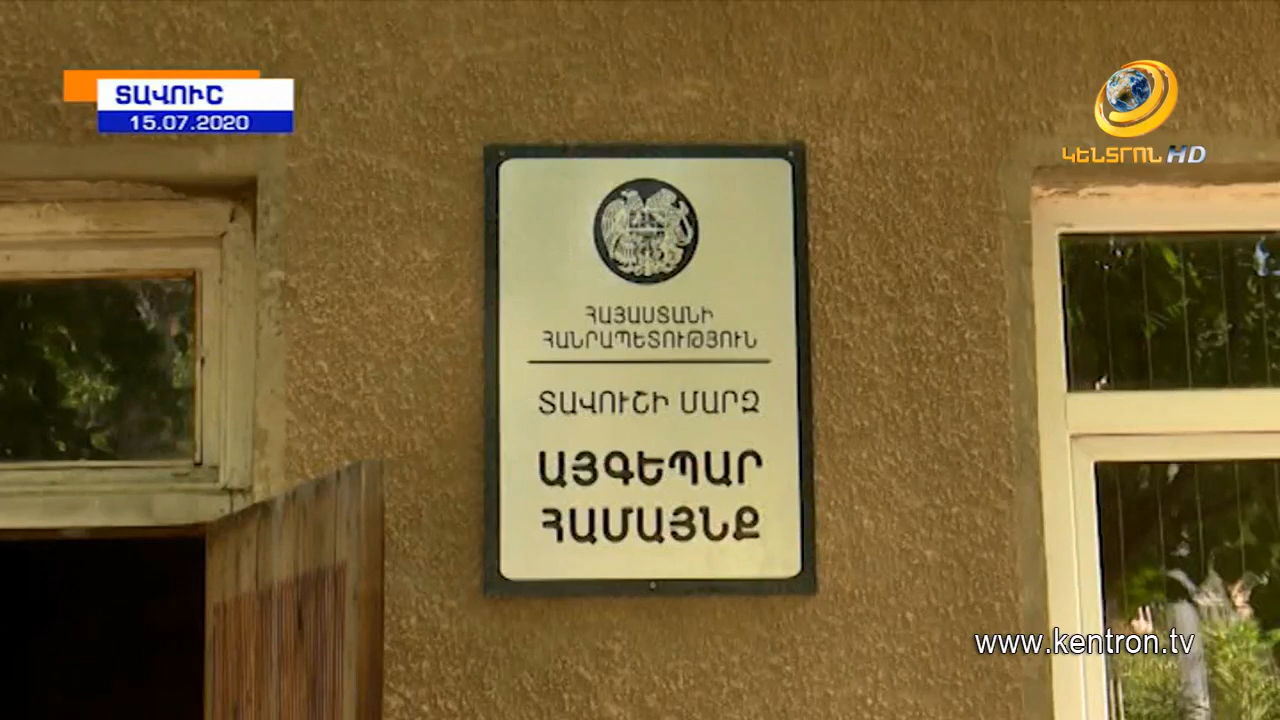 ՏԱՎՈՒՇ
15.07.2020
ԿԵՆՏՐՈՆ HD
ՀԱՅԱՍՏԱՆԻ
ՀԱՆՐԱՊԵՏՈՒԹՅՈՒՆ
ՏԱՎՈՒՇԻ ՄԱՐԶ
ԱՅԳԵՊԱՐ
ՀԱՄԱՅՆՔ
www.kentron.tv